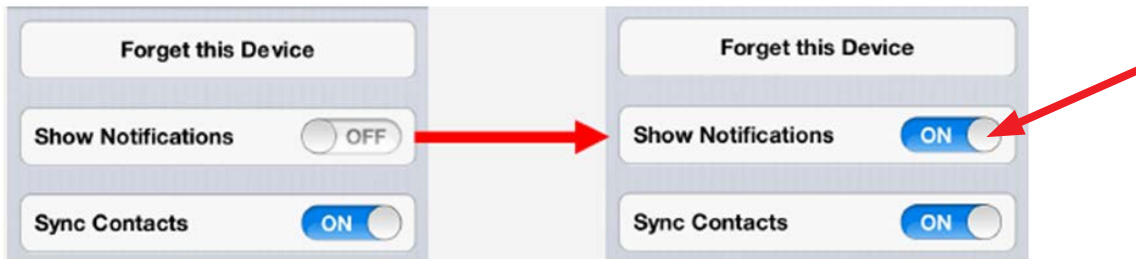 Forget this Device
Show Notifications OFF
Sync Contacts ON
Forget this Device
Show Notifications ON
Sync Contacts ON